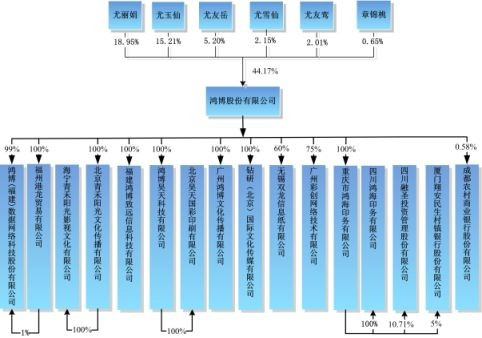 尤丽娟
尤玉仙
尤友岳
尤雪仙
尤友鸾
章锦桃
18.95%
15.21%
5.20%
2.15%
2.01%
0.65%
44.17%
鸿博股份有限公司
99%
100%
100%
100%
100%
100%
100%
60%
75%
100%
0.58%
鸿博(福建)数据网络科技股份有限公司
福州港龙贸易有限公司
海宁青禾阳光影视文化有限公司
北京青禾阳光文化传播有限公司
福建鸿博致远信息科技有限公司
鸿博昊天科技有限公司
北京昊天国彩印刷有限公司
广州鸿博文化传播有限公司
钻研(北京)国际文化传媒有限公司
无锡双龙信息纸有限公司
广州彩创网络技术有限公司
重庆市鸿海印务有限公司
四川鸿海印务有限公司
四川融圣投资管理股份有限公司
厦门翔安民生村镇银行股份有限公司
成都农村商业银行股份有限公司
1%
100%
100%
100%
10.71%
5%